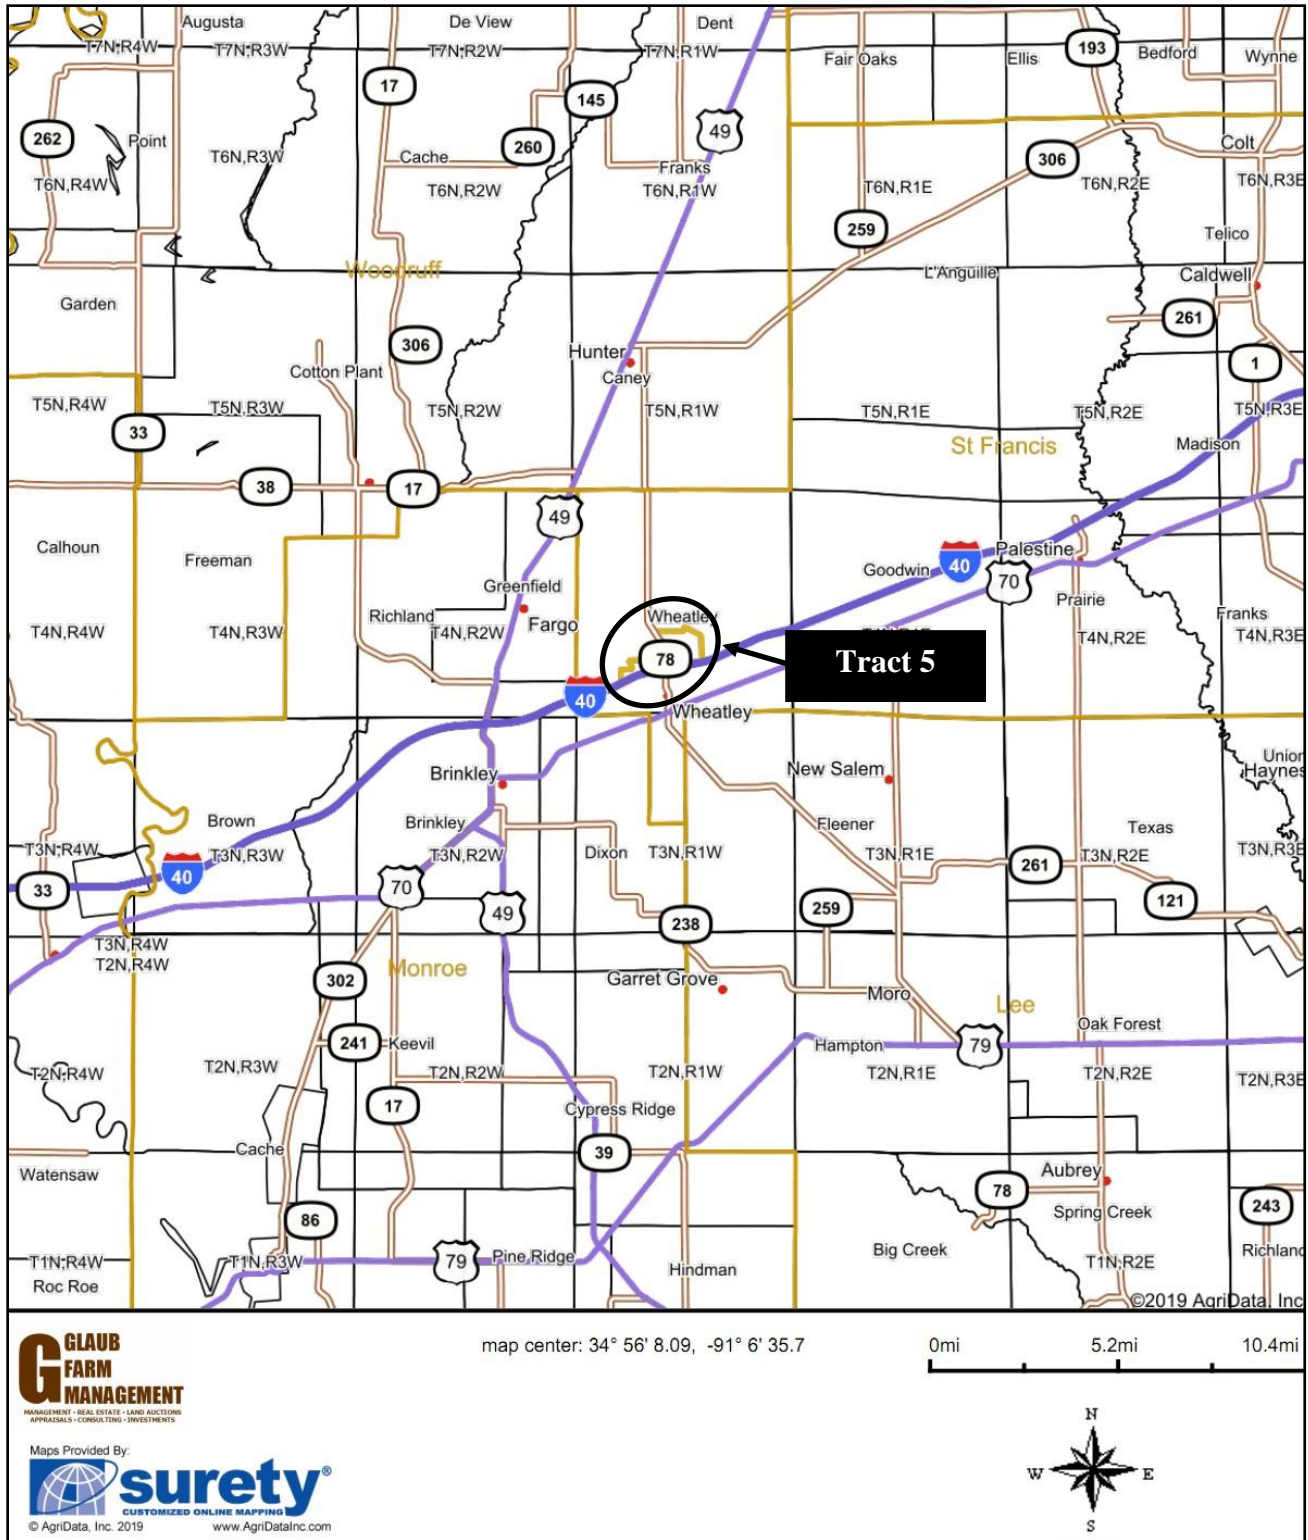 Augusta
De View
Dent
T7N,R4W
T7N,R3W
T7N,R2W
T7N,R1W
Fair Oaks
Ellis
193
Bedford
Wynne
17
145
262
Point
260
49
306
Colt
T6N,R4W
T6N,R3W
Cache
T6N,R2W
Franks
T6N,R1W
T6N,R1E
T6N,R2E
T6N,R3E
259
Telico
Woodruff
L'Anguille
Caldwell
Garden
261
306
Hunter
Caney
Cotton Plant
1
T5N,R4W
T5N,R3W
T5N,R2W
T5N,R1W
T5N,R1E
T5N,R2E
T5N,R3E
33
St Francis
Madison
38
17
49
Calhoun
Freeman
Goodwin
40
Palestine
70
Greenfield
Prairie
Richland
Fargo
Wheatley
Franks
T4N,R4W
T4N,R3W
T4N,R2W
T4N,R2E
T4N,R3E
78
Tract 5
40
Wheatley
Brinkley
New Salem
Union
Haynes
Brown
Brinkley
Fleener
Texas
T3N,R4W
T3N,R3W
T3N,R2W
Dixon
T3N,R1W
T3N,R1E
T3N,R2E
T3N,R3E
33
40
70
49
238
259
261
121
T3N,R4W
T2N,R4W
Monroe
302
Garret Grove
Moro
Lee
Oak Forest
241
Keevil
Hampton
79
T2N,R4W
T2N,R3W
T2N,R2W
T2N,R1W
T2N,R1E
T2N,R2E
T2N,R3E
17
Cypress Ridge
Cache
39
Watensaw
Aubrey
78
Spring Creek
243
86
T1N,R4W
Roc Roe
T1N,R3W
79
Pine Ridge
Hindman
Big Creek
T1N,R2E
Richland
©2019 AgriData, Inc
GLAUB
FARM
MANAGEMENT
MANAGEMENT • REAL ESTATE • LAND AUCTIONS
APPRAISALS • CONSULTING • INVESTMENTS
map center: 34° 56' 8.09, -91° 6' 35.7
0mi 5.2mi 10.4mi
N
W E
S
Maps Provided By:
surety®
CUSTOMIZED ONLINE MAPPING
© AgriData, Inc. 2019 www.AgriDataInc.com